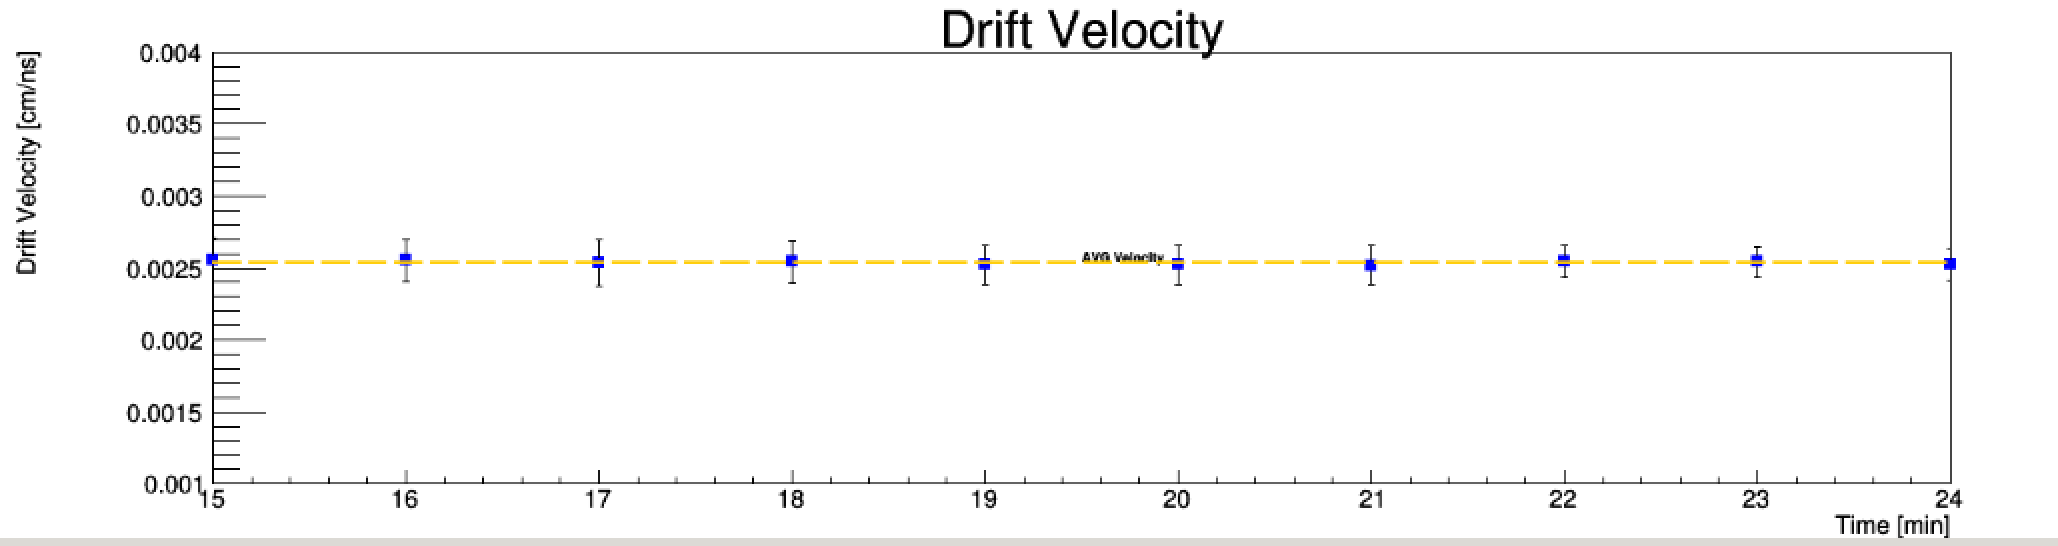 Drift Velocity
Drift Velocity [cm/ns]
0.004
0.0035
0.003
0.0025
0.002
0.0015
0.001
AVG Velocity
15 16 17 18 19 20 21 22 23 24
Time [min]